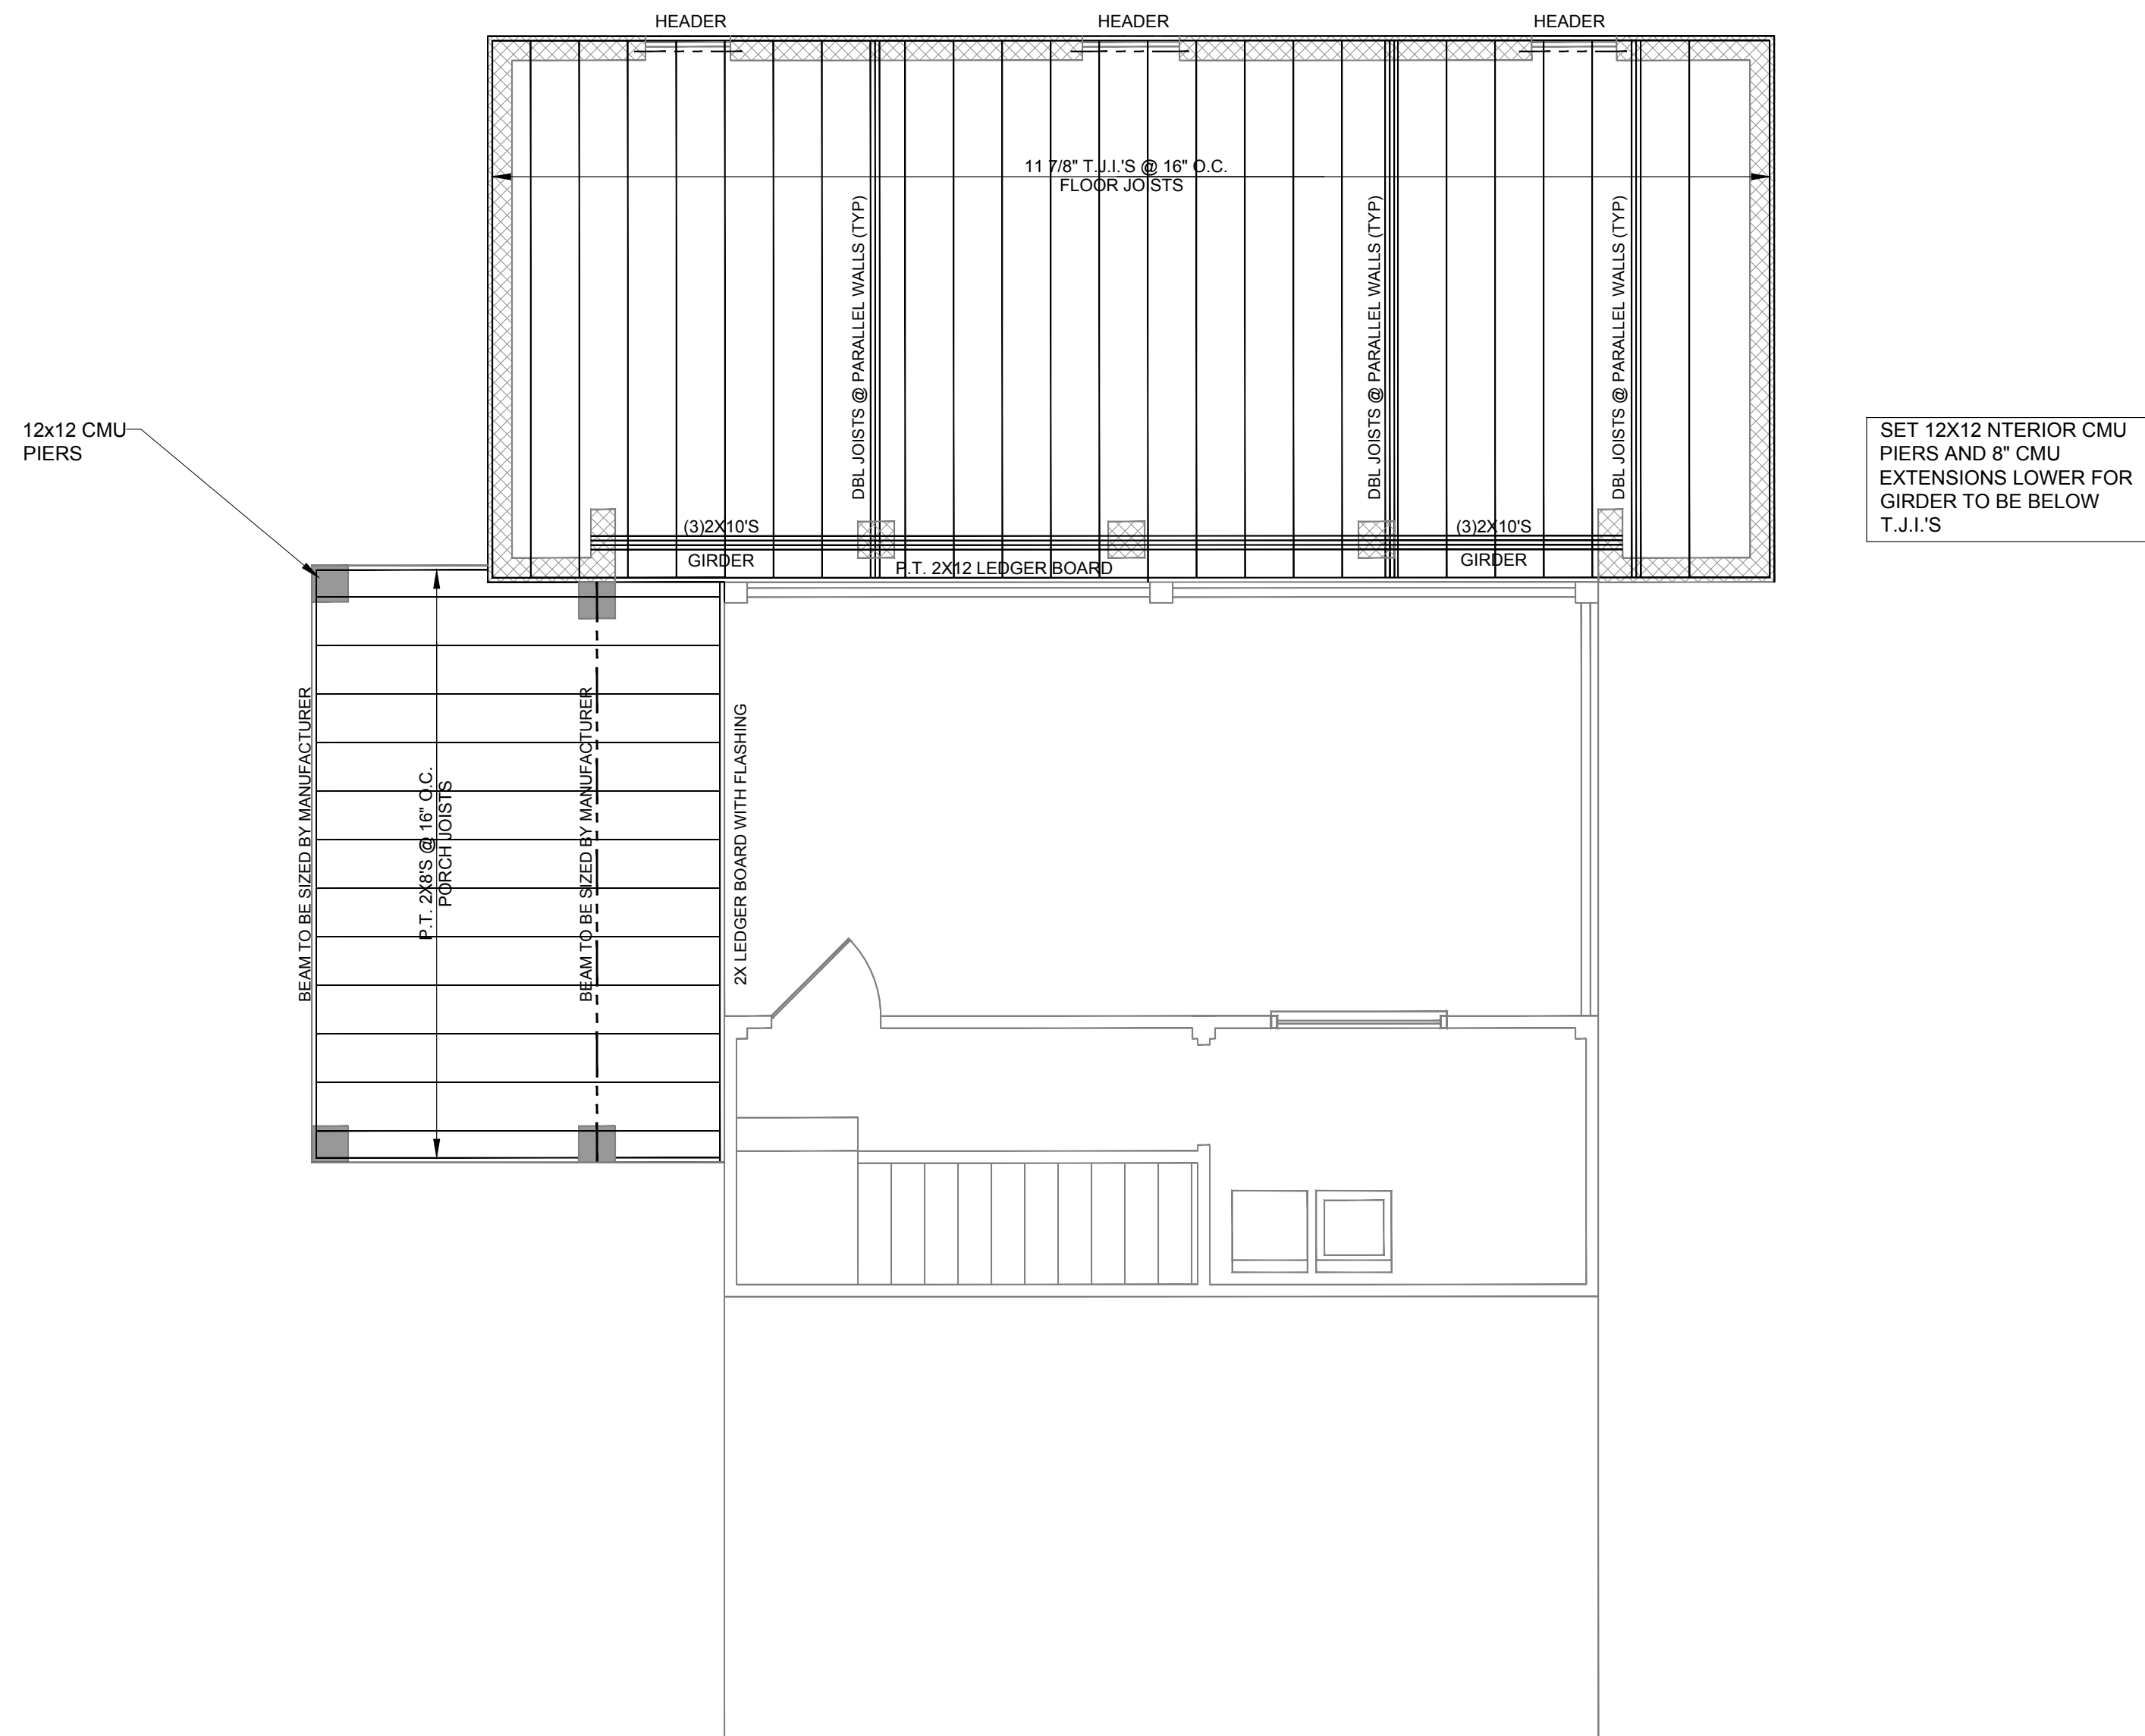 HEADER
HEADER
HEADER
11 7/8" T.J.I.'S @ 16" O.C.
FLOOR JOISTS
DBL JOISTS @ PARALLEL WALLS (TYP)
DBL JOISTS @ PARALLEL WALLS (TYP)
DBL JOISTS @ PARALLEL WALLS (TYP)
12x12 CMU
PIERS
SET 12X12 NTERIOR CMU
PIERS AND 8" CMU
EXTENSIONS LOWER FOR
GIRDER TO BE BELOW
T.J.I.'S
(3)2X10'S
GIRDER
(3)2X10'S
GIRDER
P.T. 2X12 LEDGER BOARD
BEAM TO BE SIZED BY MANUFACTURER
P.T. 2X8'S @ 16" O.C.
PORCH JOISTS
BEAM TO BE SIZED BY MANUFACTURER
2X LEDGER BOARD WITH FLASHING